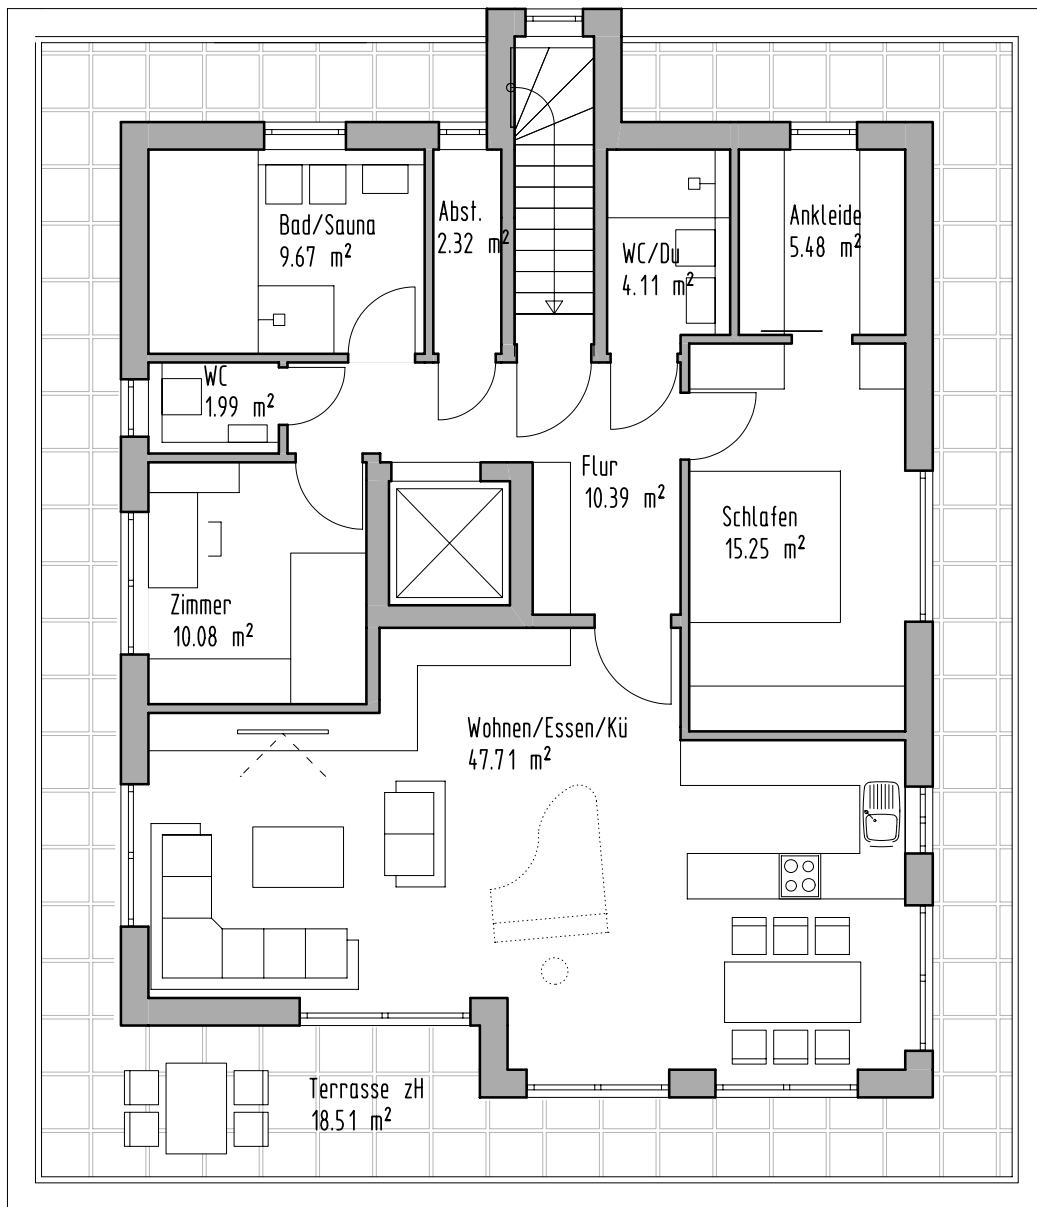 Bad/Sauna
9.67 m²
Abst.
2.32 m²
WC/Du
4.11 m²
Ankleide
5.48 m²
WC
1.99 m²
Flur
10.39 m²
Schlafen
15.25 m²
Zimmer
10.08 m²
Wohnen/Essen/Kü
47.71 m²
Terrasse zH
18.51 m²